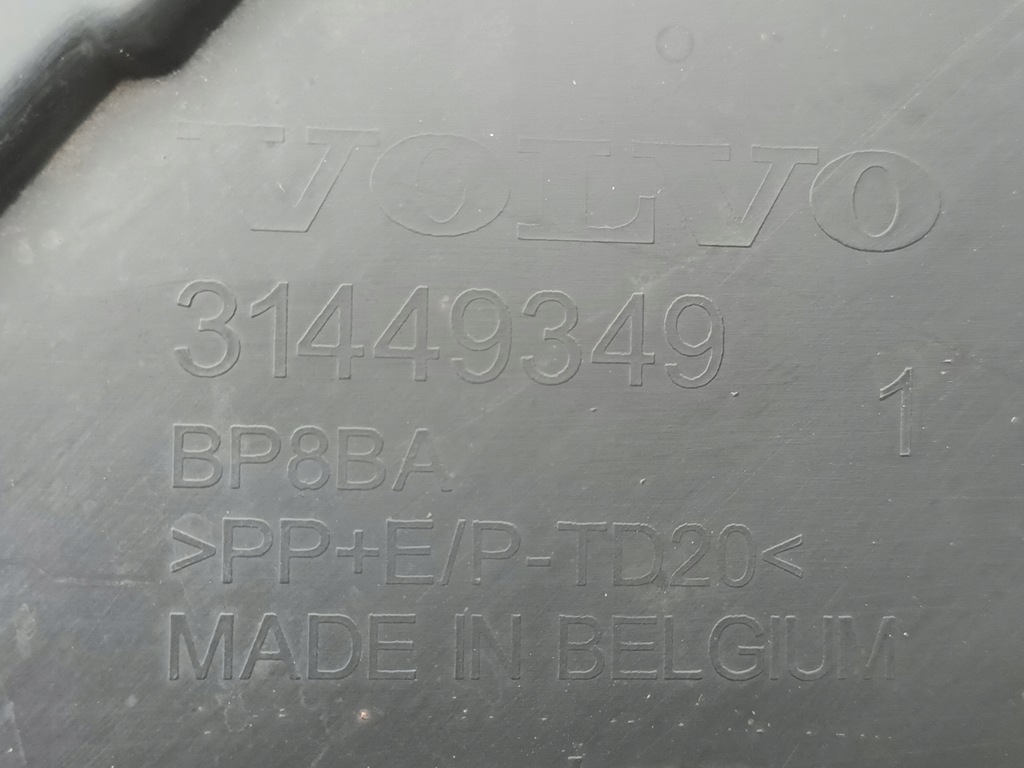 VOLVO
31449349
1
BP8BA
>PP+E/P-TD20<
MADE IN BELGIUM